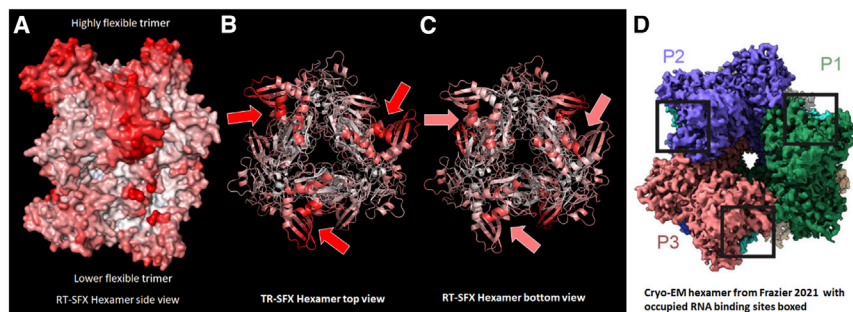 A
Highly flexible trimer
Lower flexible trimer
RT-SFX Hexamer side view
B
TR-SFX Hexamer top view
C
RT-SFX Hexamer bottom view
D
P2
P1
P3
Cryo-EM hexamer from Frazier 2021 with
occupied RNA binding sites boxed